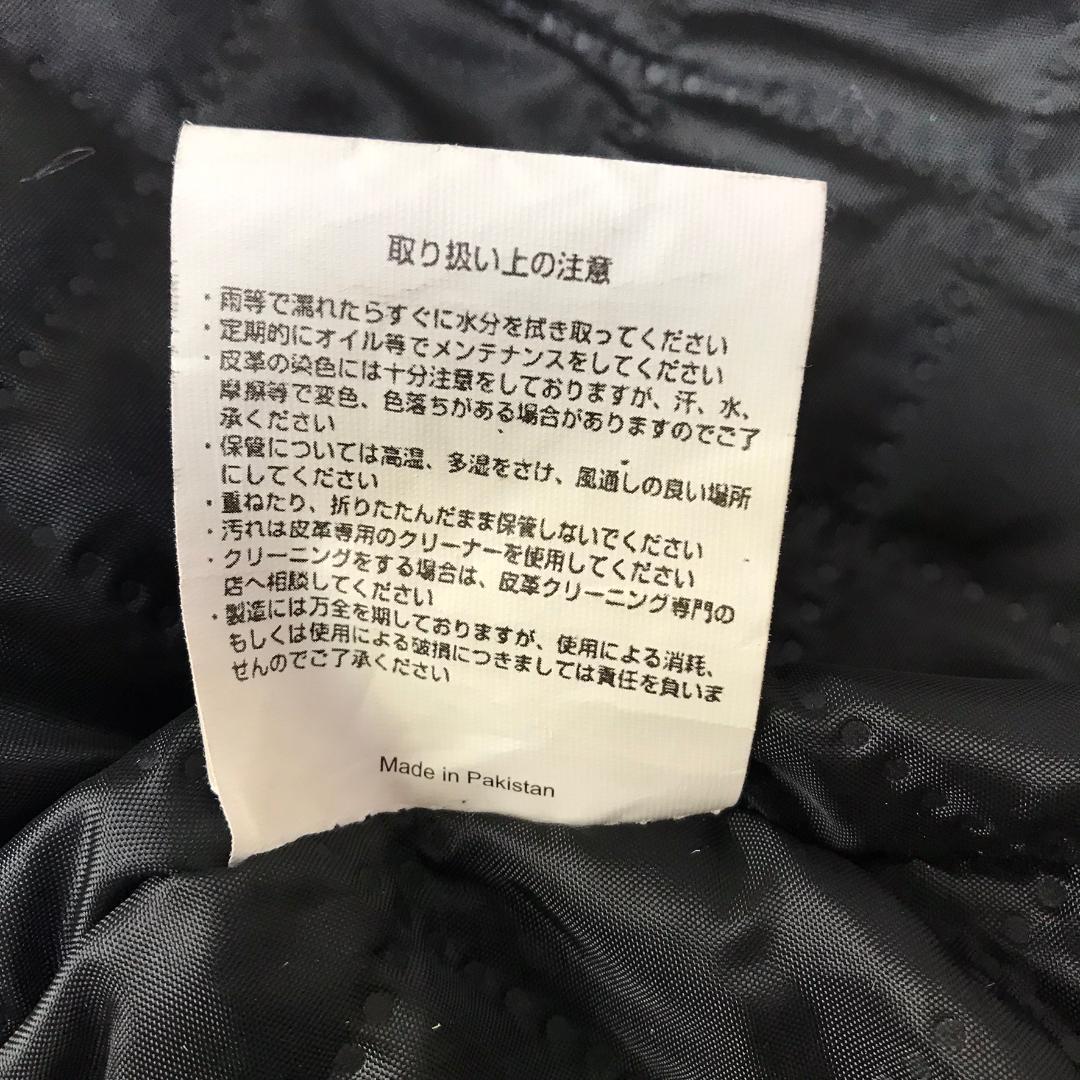 取り扱い上の注意
・雨等で濡れたらすぐに水分を拭き取ってください
・定期的にオイル等でメンテナンスをしてください
・皮革の染色には十分注意をしておりますが、汗、水、
摩擦等で変色、色落ちがある場合がありますのでご了
承ください
・保管については高温、多湿をさけ、風通しの良い場所
にしてください
・重ねたり、折りたたんだまま保管しないでください
・汚れは皮革専用のクリーナーを使用してください
・クリーニングをする場合は、皮革クリーニング専門の
店へ相談してください
・製造には万全を期しておりますが、使用による消耗、
もしくは使用による破損につきましては責任を負いま
せんのでご了承ください
Made in Pakistan